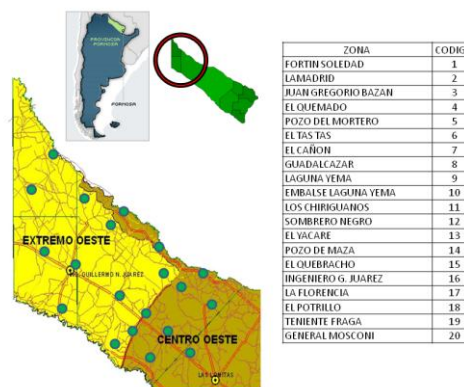 PROVINCIA
FORMOSA
FORMOSA
EXTREMO OESTE
GUILLERMO N. JUAREZ
CENTRO OESTE
LAS LOMITAS
ZONA CODIG
FORTIN SOLEDAD 1
LAMADRID 2
JUAN GREGORIO BAZAN 3
EL QUEMADO 4
POZO DEL MORTERO 5
EL TAS TAS 6
EL CAÑON 7
GUADALCAZAR 8
LAGUNA YEMA 9
EMBALSE LAGUNA YEMA 10
LOS CHIRIGUANOS 11
SOMBRERO NEGRO 12
EL YACARE 13
POZO DE MAZA 14
EL QUEBRACHO 15
INGENIERO G. JUAREZ 16
LA FLORENCIA 17
EL POTRILLO 18
TENIENTE FRAGA 19
GENERAL MOSCONI 20